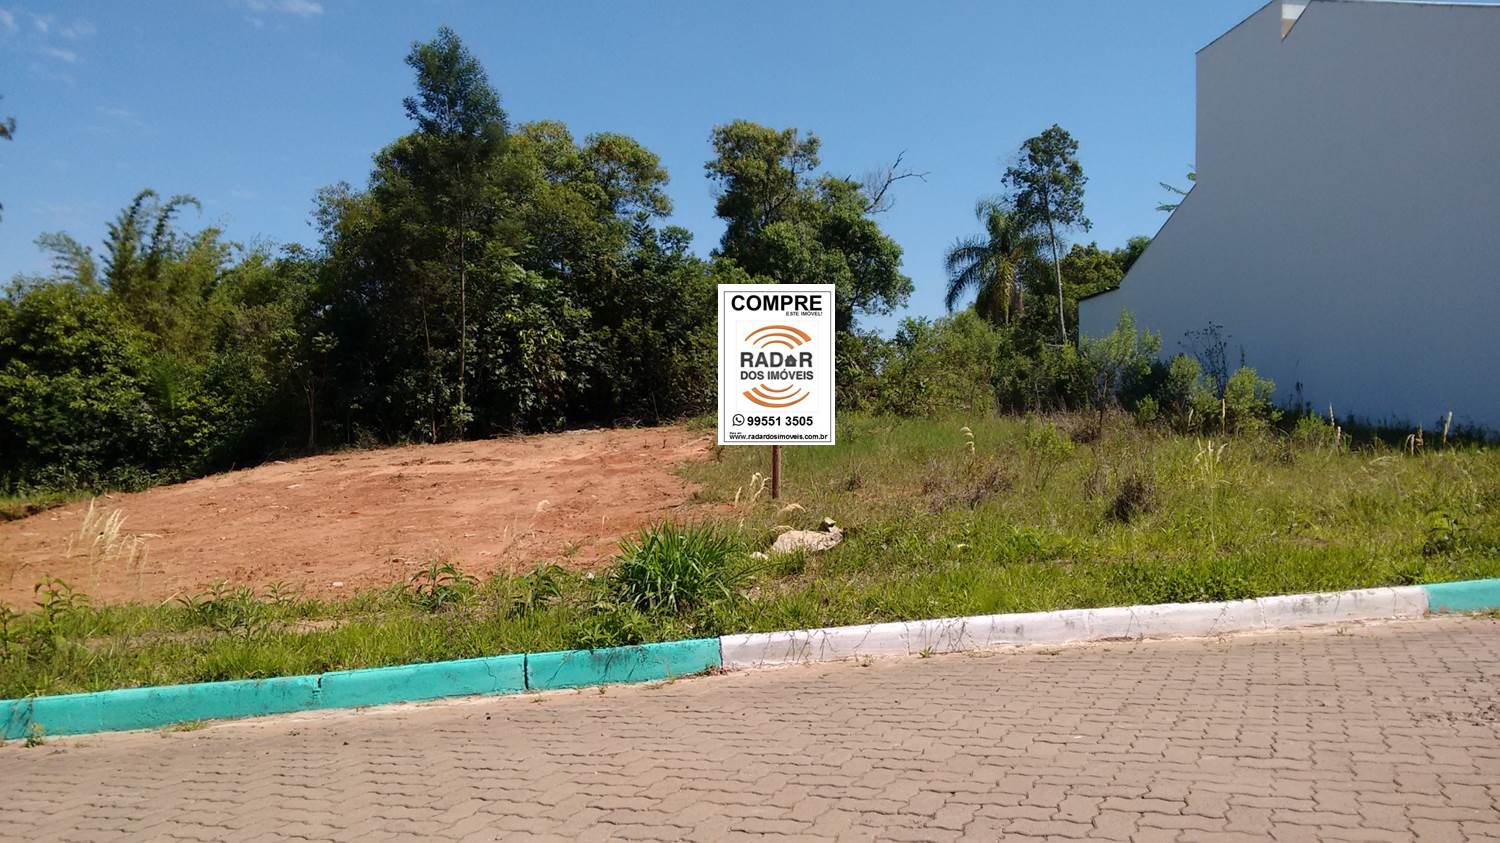 COMPRE
ESTE IMÓVEL!
RADAR
DOS IMÓVEIS
99551 3505
www.radardosimoveis.com.br